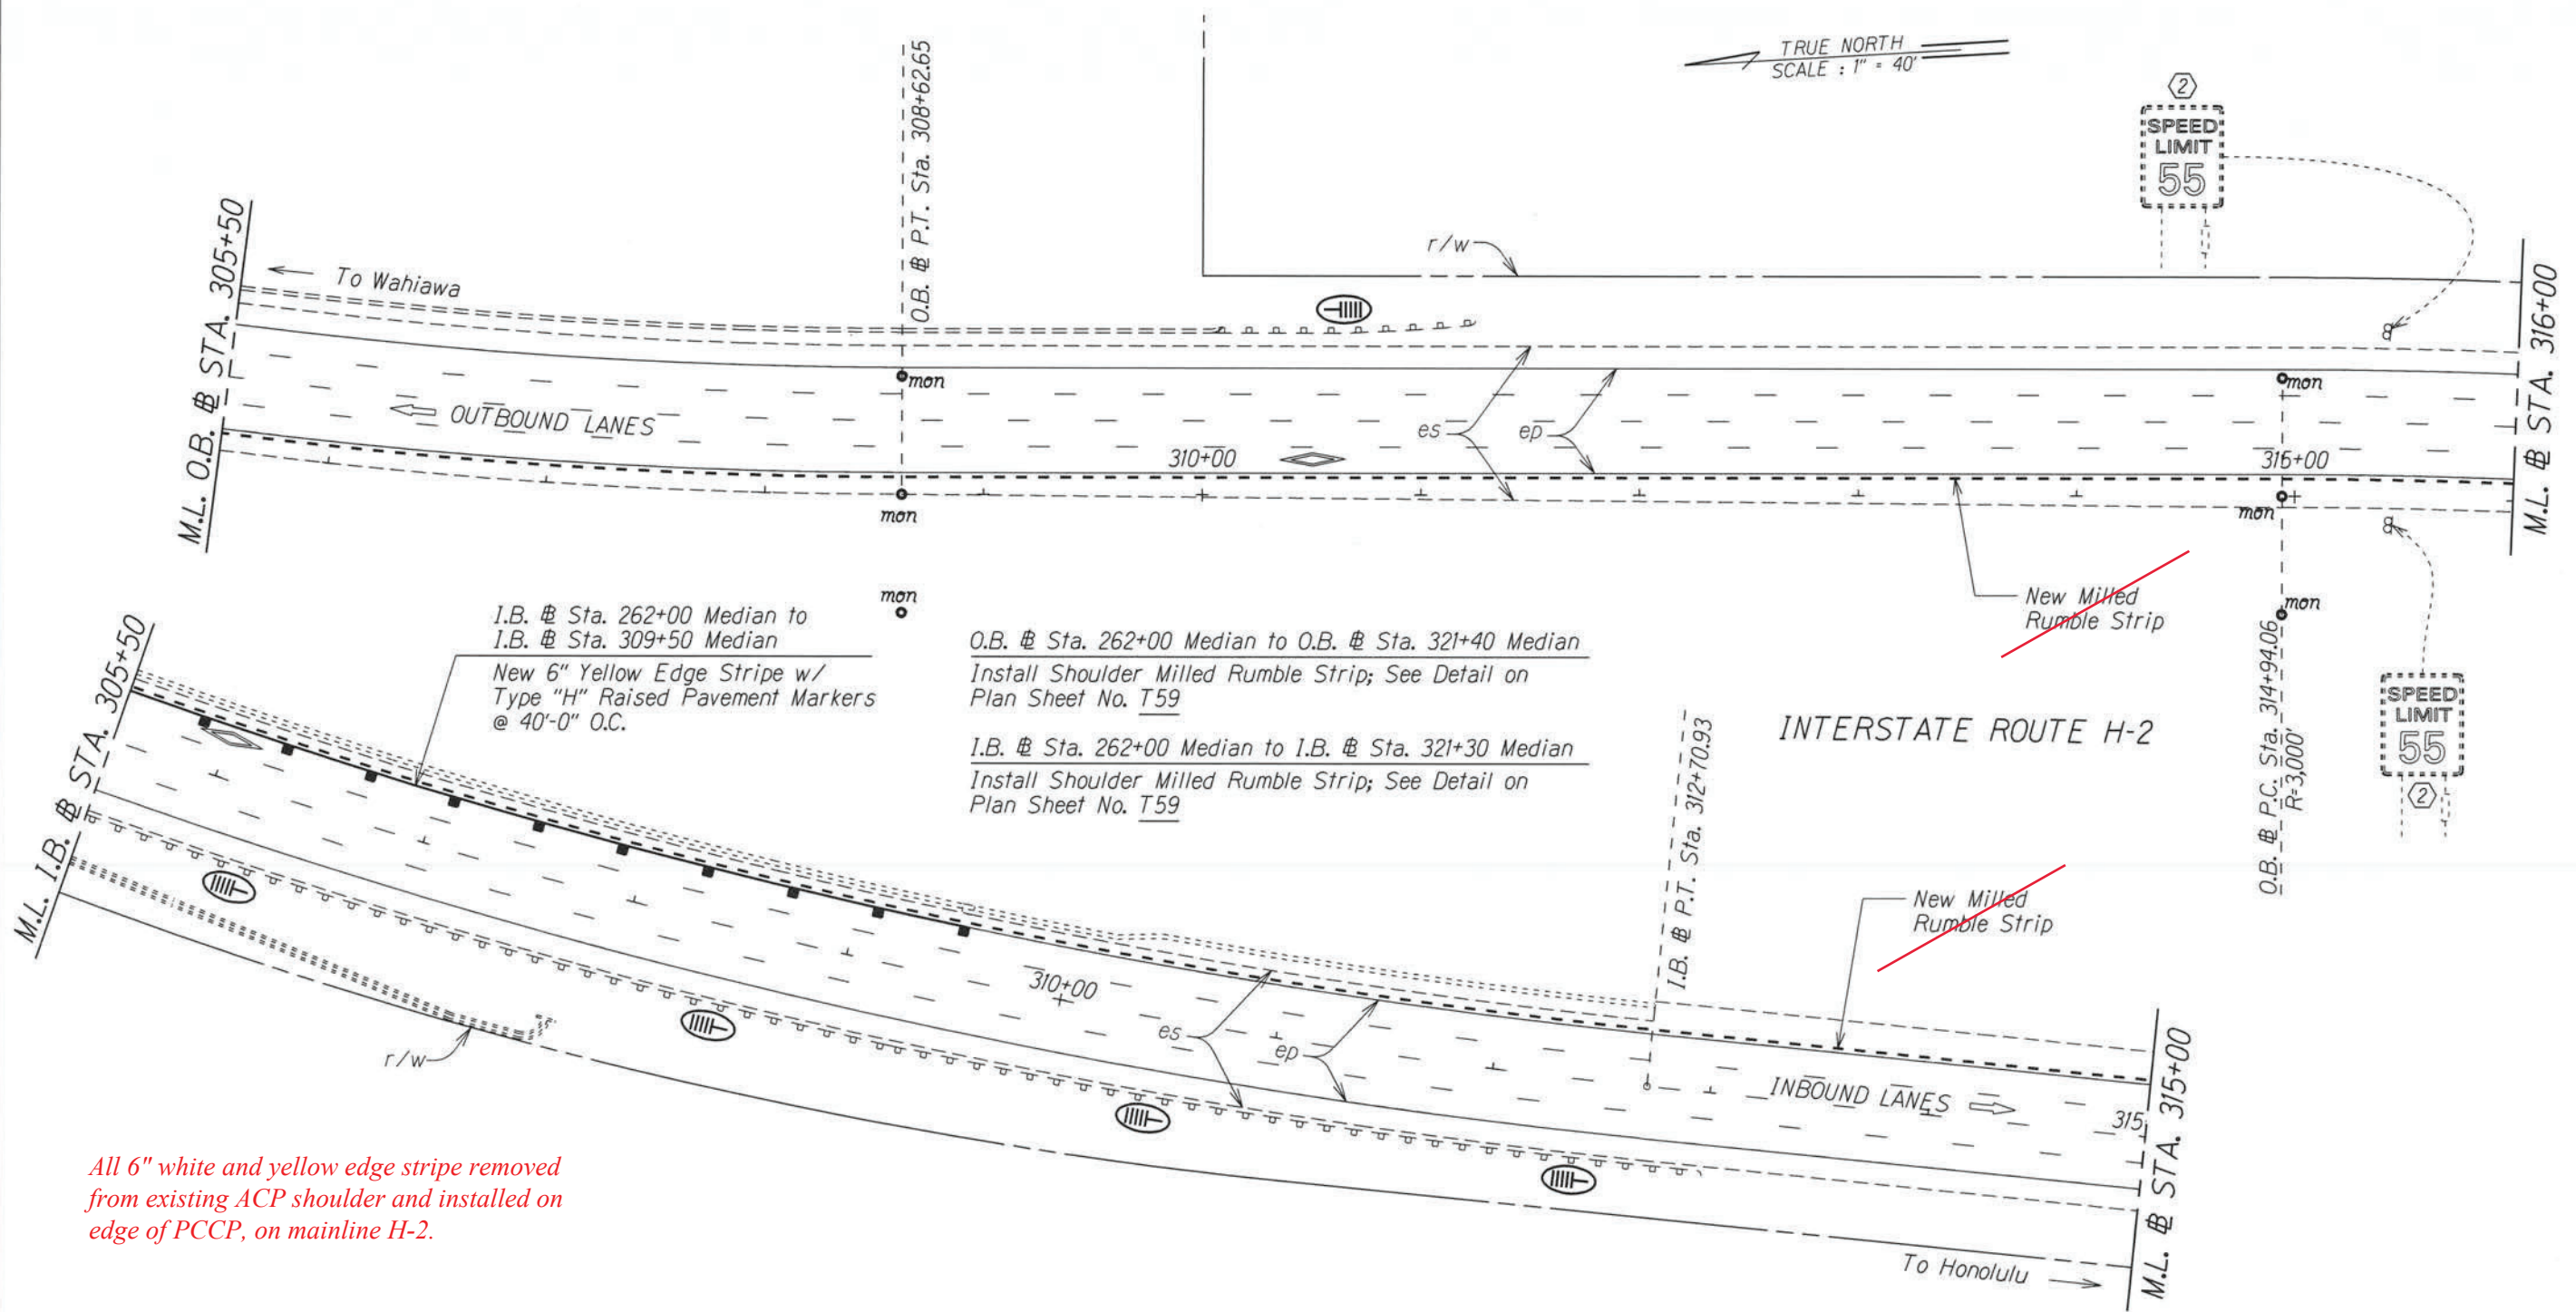 TRUE NORTH
SCALE : 1" = 40'
2
SPEED
LIMIT
55
O.B. ⅊ P.T. Sta. 308+62.65
r/w
M.L. O.B. ⅊ STA. 305+50
To Wahiawa
M.L. ⅊ STA. 316+00
mon
mon
OUTBOUND LANES
es
ep
310+00
315+00
mon
mon
mon
mon
New Milled
Rumble Strip
I.B. ⅊ Sta. 262+00 Median to
I.B. ⅊ Sta. 309+50 Median
New 6" Yellow Edge Stripe w/
Type "H" Raised Pavement Markers
@ 40'-0" O.C.
O.B. ⅊ Sta. 262+00 Median to O.B. ⅊ Sta. 321+40 Median
Install Shoulder Milled Rumble Strip; See Detail on
Plan Sheet No. T59
I.B. ⅊ Sta. 262+00 Median to I.B. ⅊ Sta. 321+30 Median
Install Shoulder Milled Rumble Strip; See Detail on
Plan Sheet No. T59
INTERSTATE ROUTE H-2
O.B. ⅊ P.C. Sta. 314+94.06
R=3,000'
SPEED
LIMIT
55
2
M.L. I.B. ⅊ STA. 305+50
I.B. ⅊ P.T. Sta. 312+70.93
New Milled
Rumble Strip
310+00
es
ep
r/w
INBOUND LANES
315
M.L. ⅊ STA. 315+00
All 6" white and yellow edge stripe removed
from existing ACP shoulder and installed on
edge of PCCP, on mainline H-2.
To Honolulu